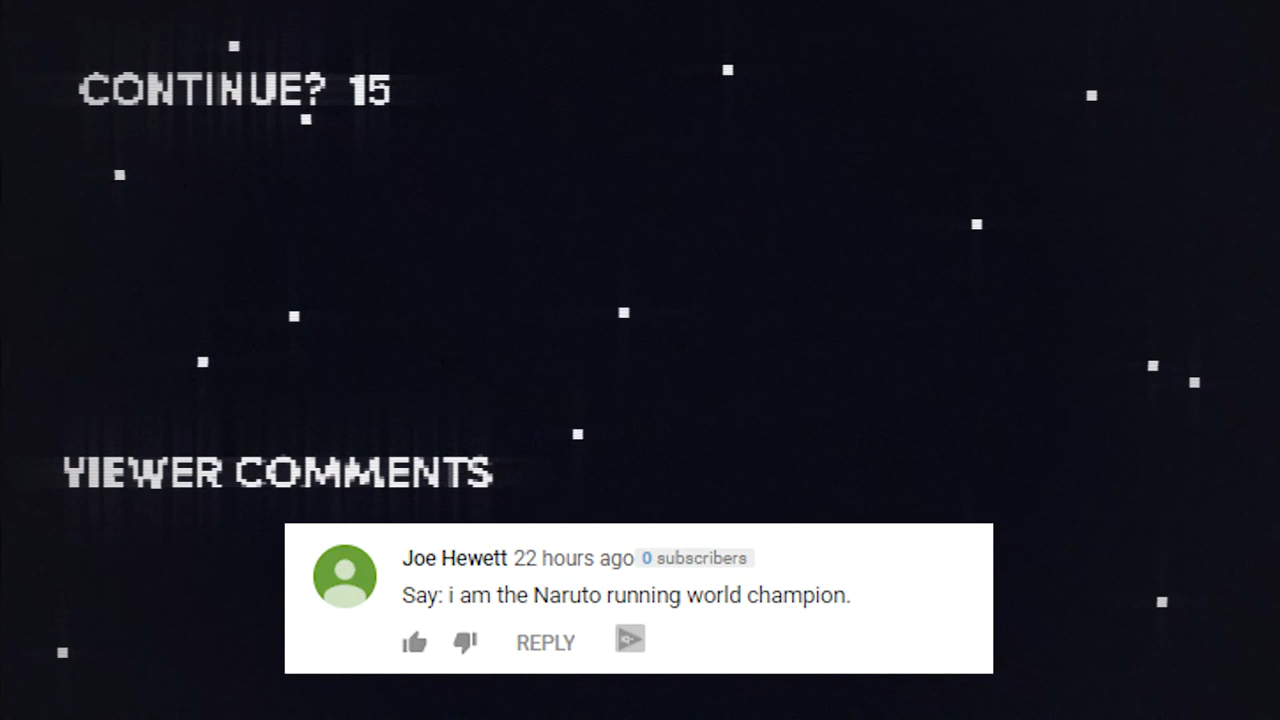 CONTINUE? 15
VIEWER COMMENTS
Joe Hewett 22 hours ago 0 subscribers
Say: i am the Naruto running world champion.
REPLY